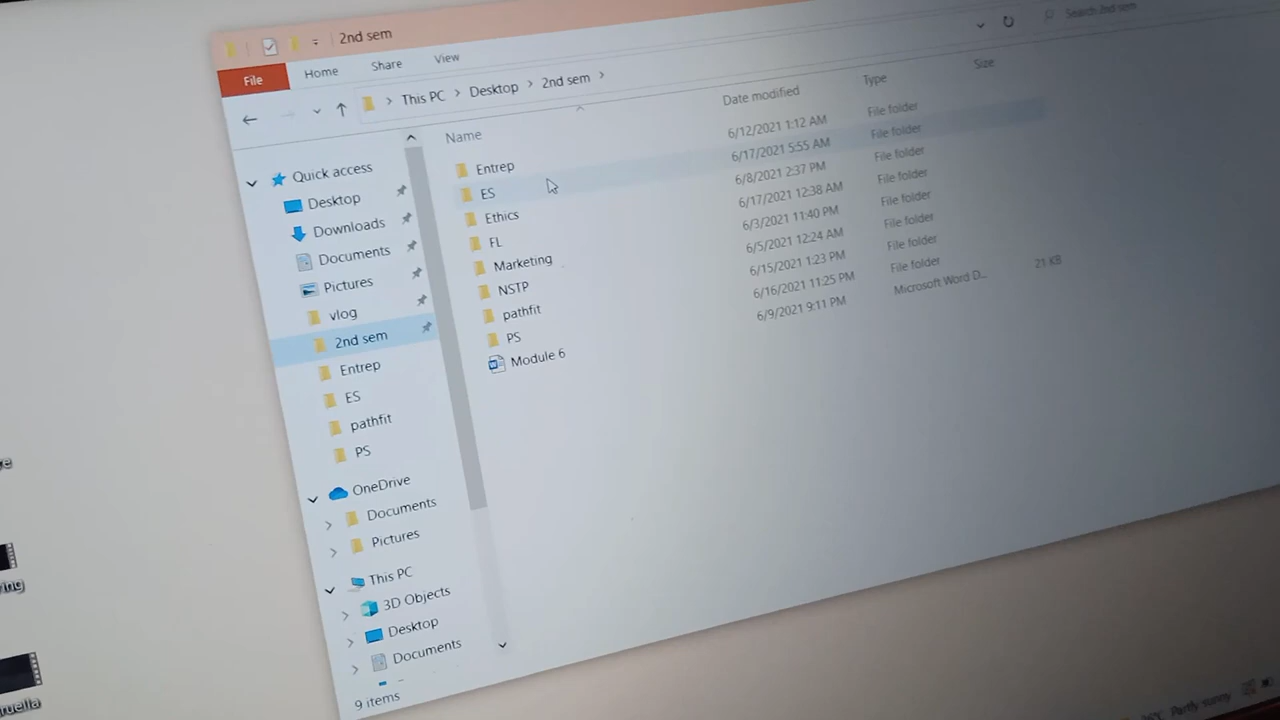 2nd sem
File Home Share View
This PC Desktop 2nd sem Search 2nd sem
Name Date modified Type Size
Entrep 6/12/2021 1:12 AM File folder
ES 6/17/2021 5:55 AM File folder
Ethics 6/8/2021 2:37 PM File folder
FL 6/17/2021 12:38 AM File folder
Marketing 6/3/2021 11:40 PM File folder
NSTP 6/5/2021 12:24 AM File folder
pathfit 6/15/2021 1:23 PM File folder
PS 6/16/2021 11:25 PM File folder
Module 6 6/9/2021 9:11 PM Microsoft Word D... 21 KB
Quick access
Desktop
Downloads
Documents
Pictures
vlog
2nd sem
Entrep
ES
pathfit
PS
OneDrive
Documents
Pictures
This PC
3D Objects
Desktop
Documents
9 items
Partly sunny